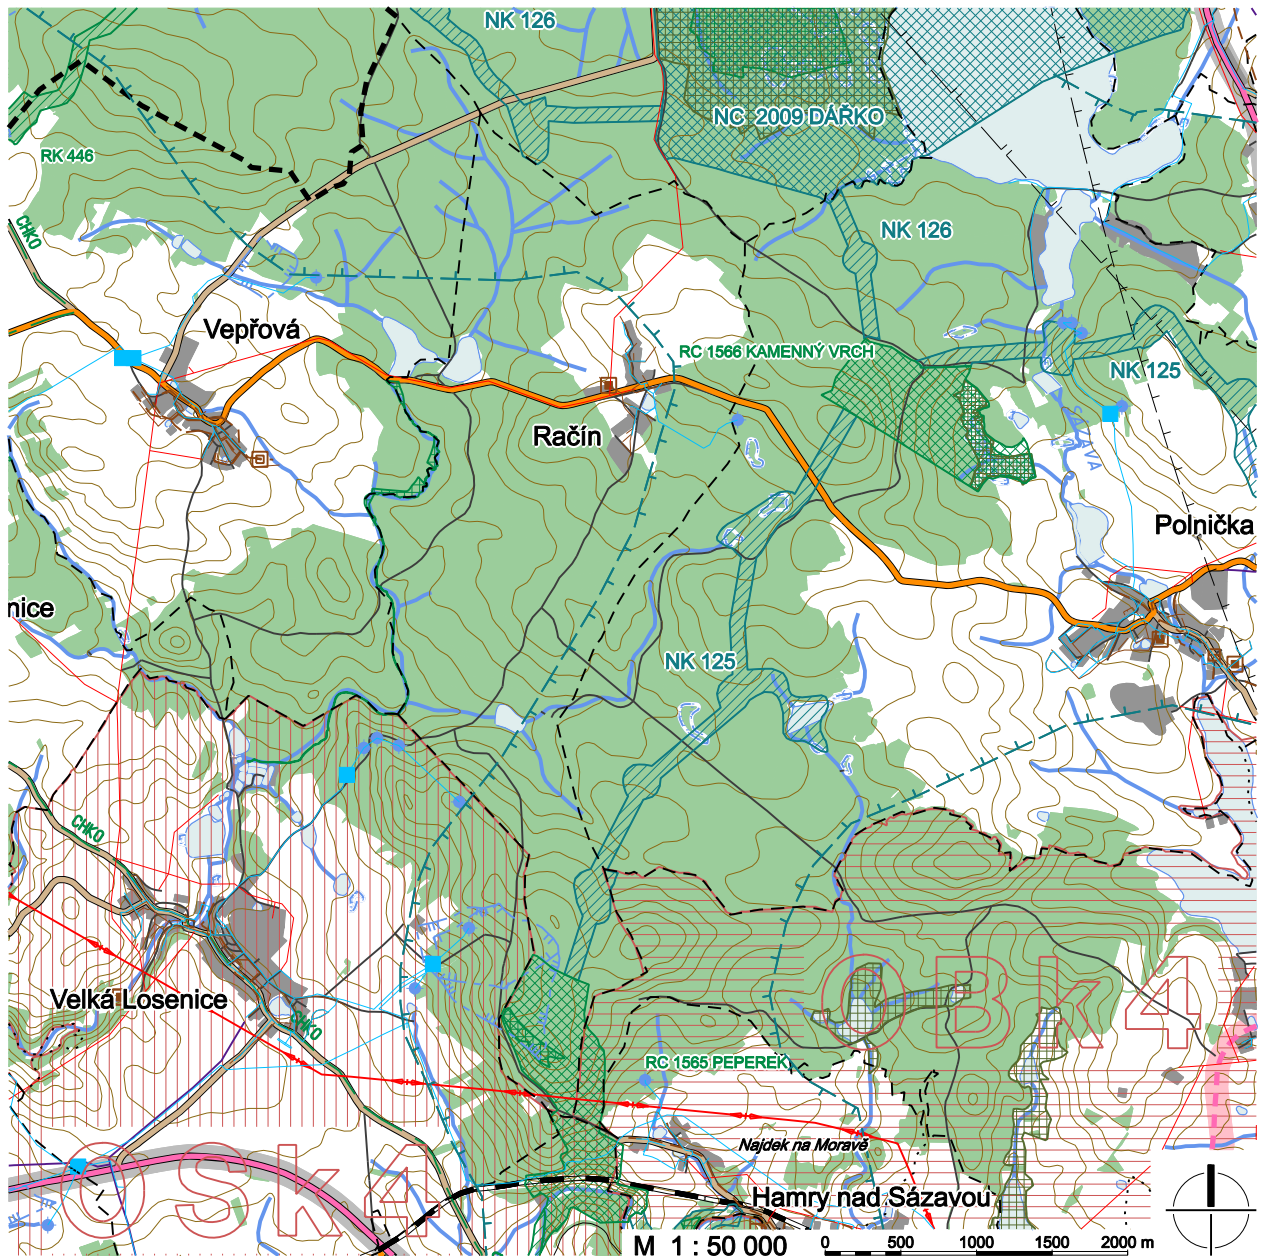 NK 126
NC 2009 DÁŘKO
RK 446
CHKO
NK 126
Vepřová
RC 1566 KAMENNÝ VRCH
NK 125
SÁZAVA
Račín
Polnička
nice
NK 125
CHKO
OBk4
Velká Losenice
CHKO
RC 1565 PEPEREK
Najdek na Moravě
OSk4
Hamry nad Sázavou
M 1 : 50 000
0 500 1000 1500 2000 m